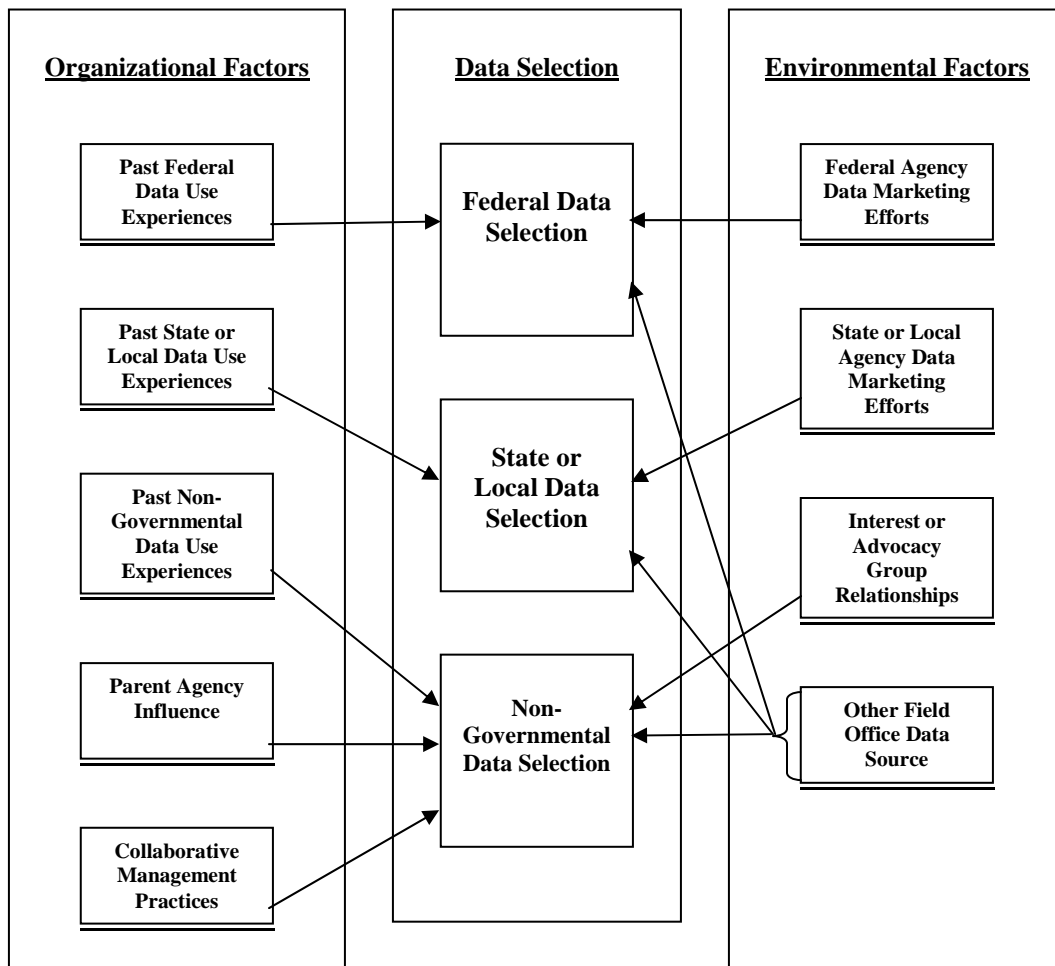 Organizational Factors
Past Federal
Data Use
Experiences
Past State or
Local Data Use
Experiences
Past Non-
Governmental
Data Use
Experiences
Parent Agency
Influence
Collaborative
Management
Practices
Data Selection
Federal Data
Selection
State or
Local Data
Selection
Non-
Governmental
Data Selection
Environmental Factors
Federal Agency
Data Marketing
Efforts
State or Local
Agency Data
Marketing
Efforts
Interest or
Advocacy
Group
Relationships
Other Field
Office Data
Source